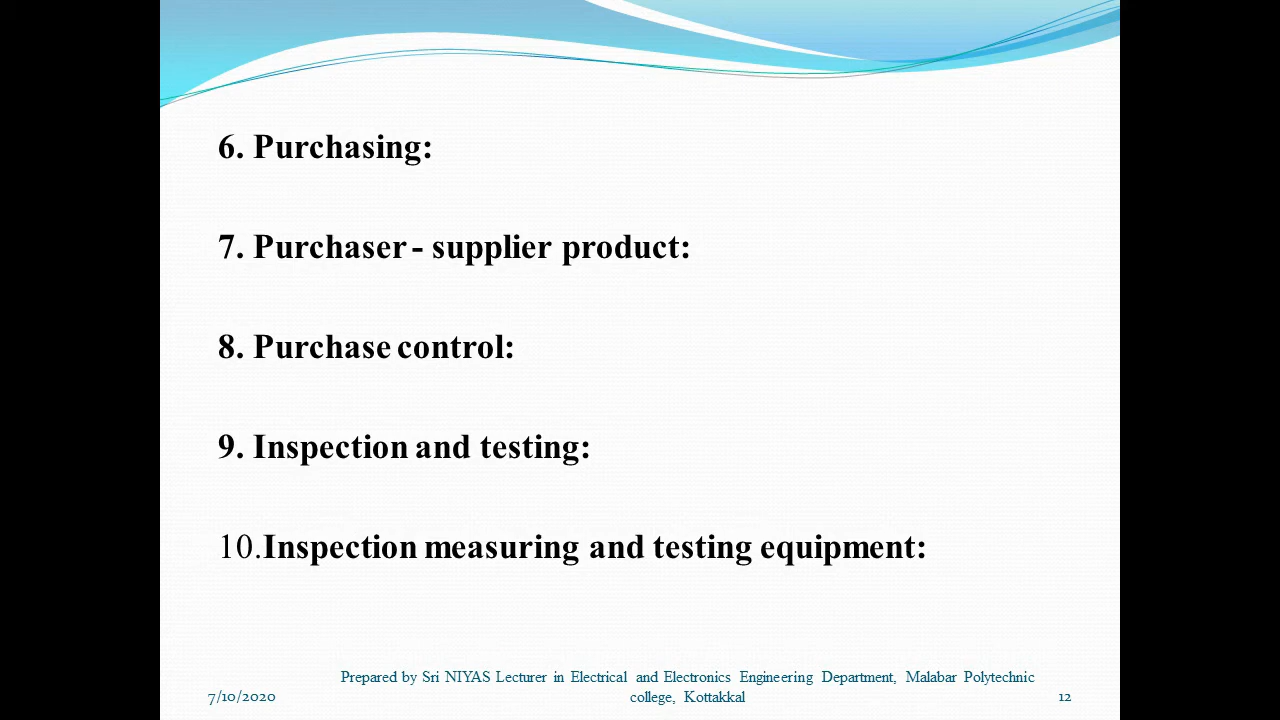 6. Purchasing:
7. Purchaser - supplier product:
8. Purchase control:
9. Inspection and testing:
10.Inspection measuring and testing equipment:
Prepared by Sri NIYAS Lecturer in Electrical and Electronics Engineering Department, Malabar Polytechnic
college, Kottakkal
7/10/2020
12